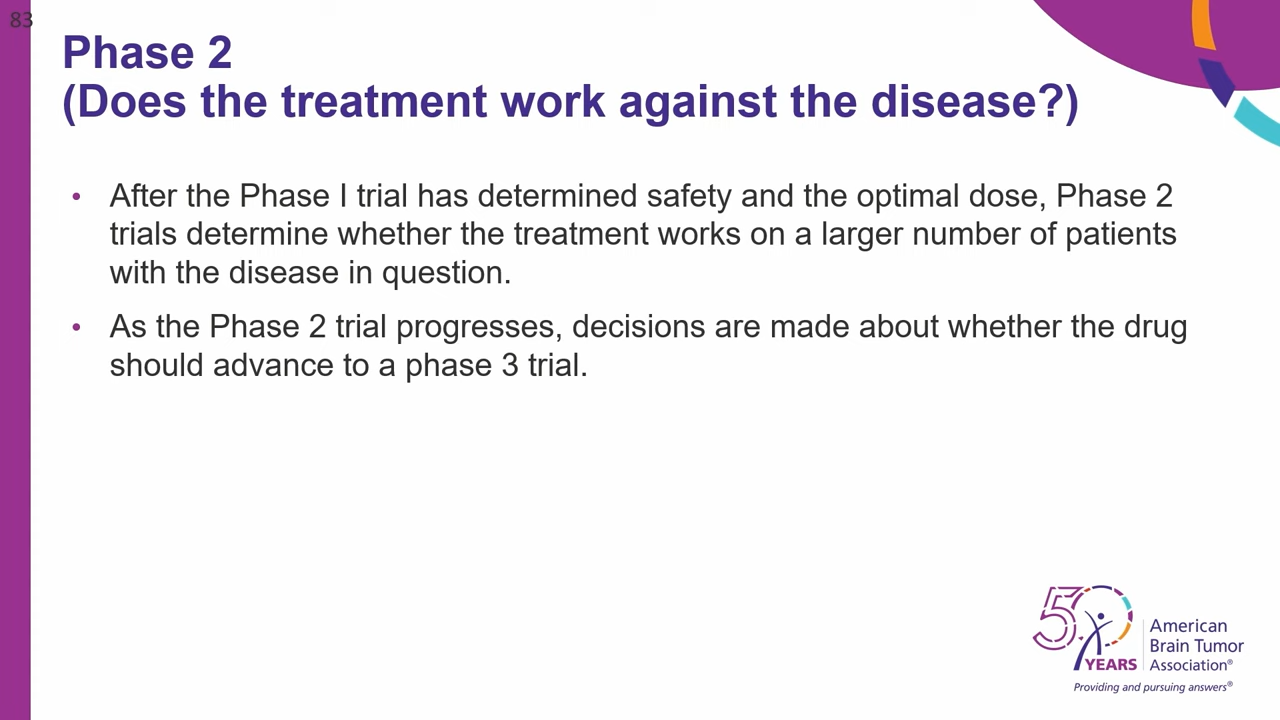 83
Phase 2
(Does the treatment work against the disease?)
• After the Phase I trial has determined safety and the optimal dose, Phase 2
trials determine whether the treatment works on a larger number of patients
with the disease in question.
• As the Phase 2 trial progresses, decisions are made about whether the drug
should advance to a phase 3 trial.
50
YEARS
American
Brain Tumor
Association®
Providing and pursuing answers®